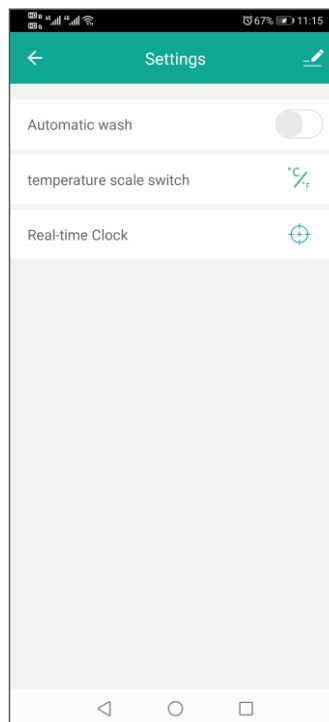 67% 11:15
Settings
Automatic wash
temperature scale switch
°C/°F
Real-time Clock